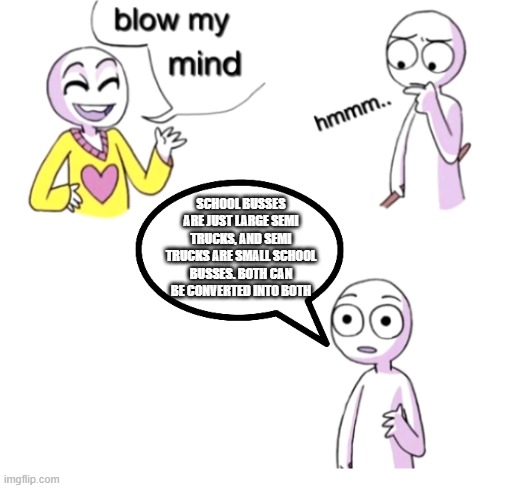 blow my
mind
hmmm..
SCHOOL BUSSES
ARE JUST LARGE SEMI
TRUCKS, AND SEMI
TRUCKS ARE SMALL SCHOOL
BUSSES. BOTH CAN
BE CONVERTED INTO BOTH
imgflip.com